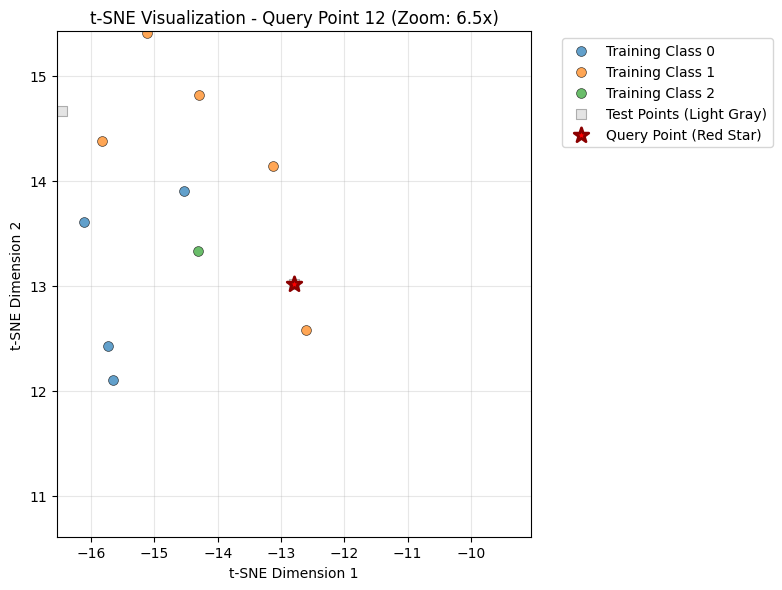 t-SNE Visualization - Query Point 12 (Zoom: 6.5x)
Training Class 0
Training Class 1
Training Class 2
Test Points (Light Gray)
Query Point (Red Star)
t-SNE Dimension 2
15
14
13
12
11
−16 −15 −14 −13 −12 −11 −10
t-SNE Dimension 1